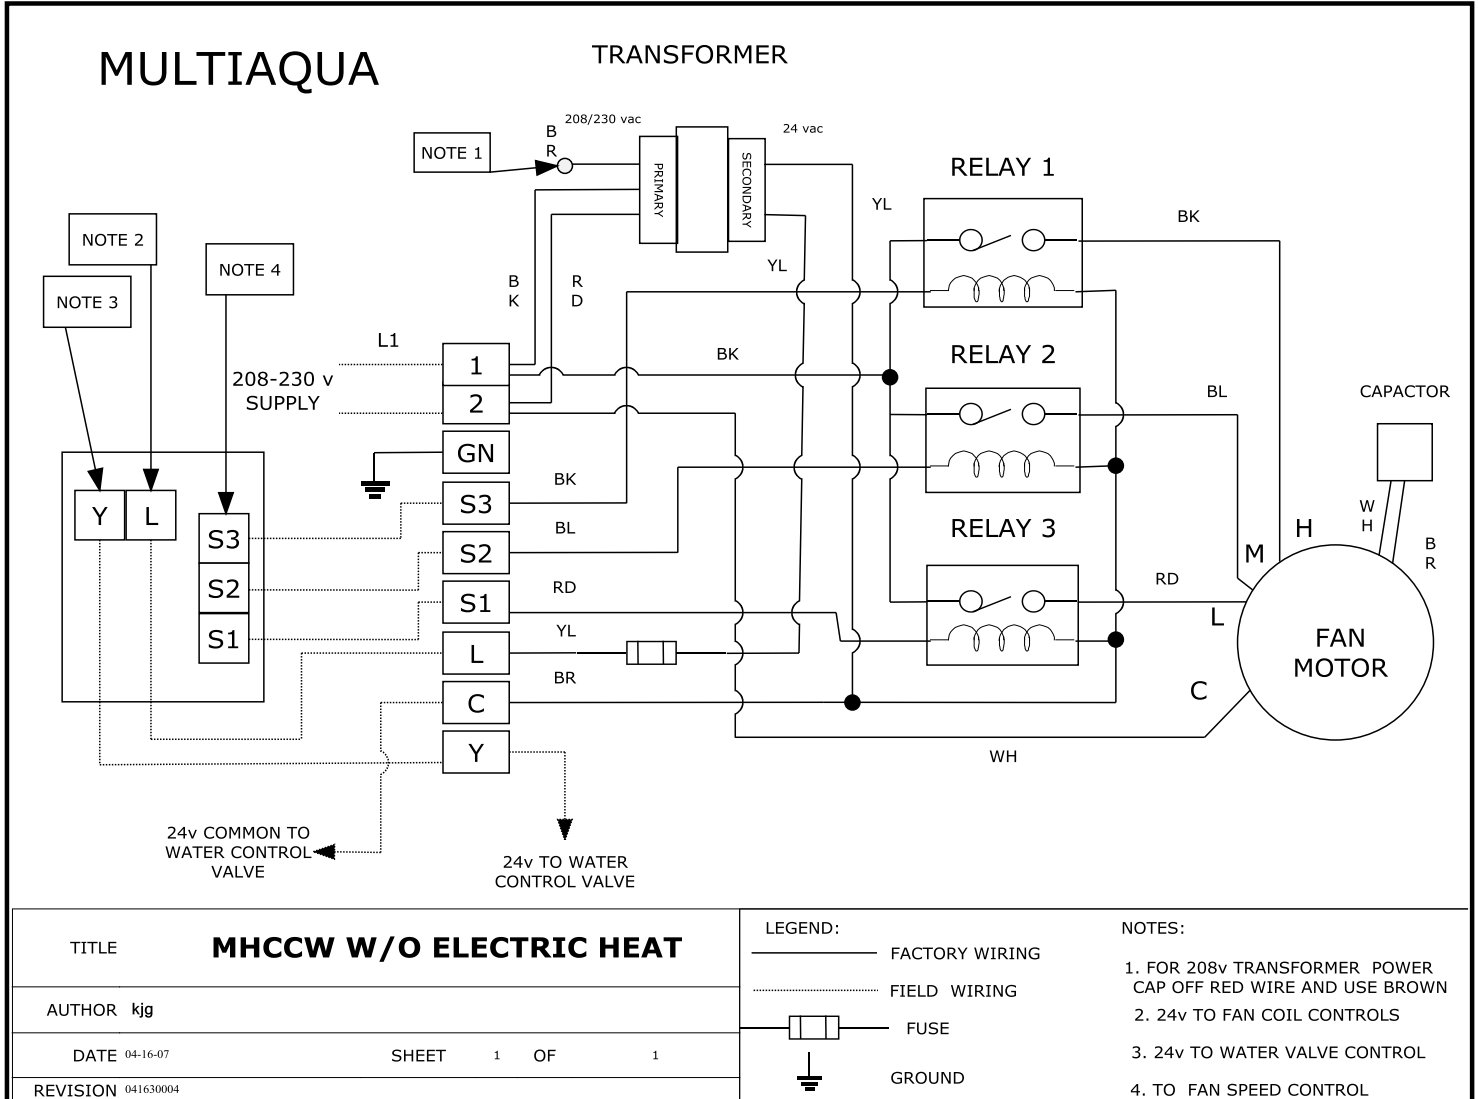 MULTIAQUA
TRANSFORMER
208/230 vac
24 vac
BR
NOTE 1
PRIMARY
SECONDARY
RELAY 1
YL
BK
NOTE 2
NOTE 4
NOTE 3
YL
BK
RD
L1
208-230 v
SUPPLY
1
2
BK
RELAY 2
BL
CAPACTOR
GN
BK
S3
BL
S2
RD
S1
YL
L
BR
C
Y
Y
L
S3
S2
S1
RELAY 3
RD
WH
BR
H
M
L
C
FAN
MOTOR
WH
24v COMMON TO
WATER CONTROL
VALVE
24v TO WATER
CONTROL VALVE
TITLE MHCCW W/O ELECTRIC HEAT
AUTHOR kjg
DATE 04-16-07 SHEET 1 OF 1
REVISION 041630004
LEGEND:
FACTORY WIRING
FIELD WIRING
FUSE
GROUND
NOTES:
1. FOR 208v TRANSFORMER POWER
CAP OFF RED WIRE AND USE BROWN
2. 24v TO FAN COIL CONTROLS
3. 24v TO WATER VALVE CONTROL
4. TO FAN SPEED CONTROL